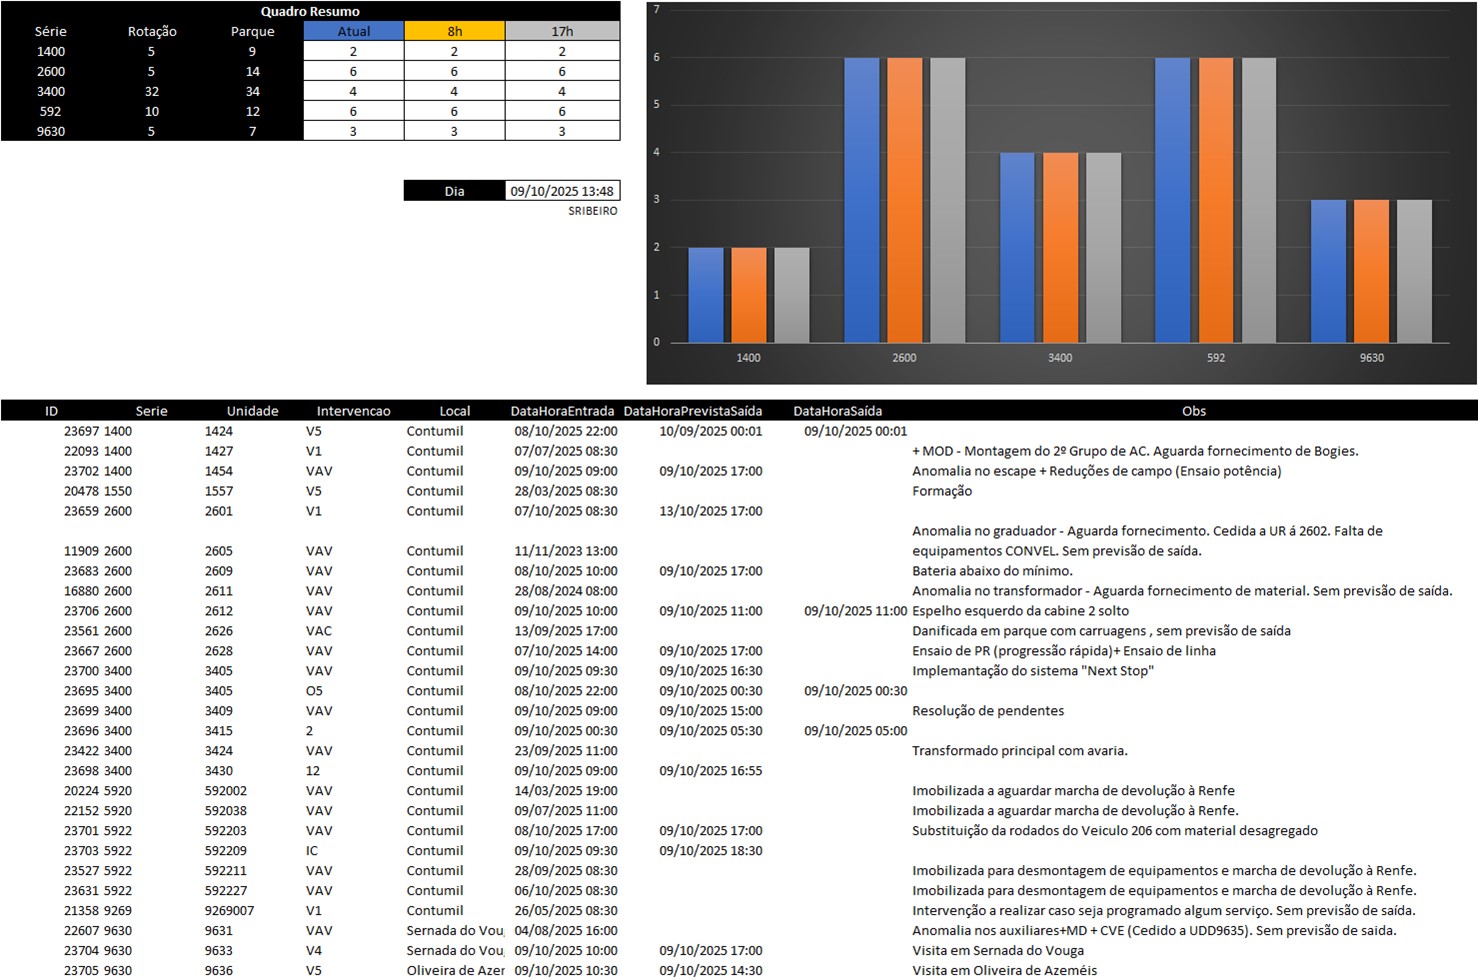 Quadro Resumo
Série Rotação Parque Atual 8h 17h
1400 5 9 2 2 2
2600 5 14 6 6 6
3400 32 34 4 4 4
592 10 12 6 6 6
9630 5 7 3 3 3
Dia 09/10/2025 13:48
SRIBEIRO
7
6
5
4
3
2
1
0
1400 2600 3400 592 9630
ID Serie Unidade Intervencao Local DataHoraEntrada DataHoraPrevistaSaída DataHoraSaída Obs
23697 1400 1424 V5 Contumil 08/10/2025 22:00 10/09/2025 00:01 09/10/2025 00:01
22093 1400 1427 V1 Contumil 07/07/2025 08:30 + MOD - Montagem do 2º Grupo de AC. Aguarda fornecimento de Bogies.
23702 1400 1454 VAV Contumil 09/10/2025 09:00 09/10/2025 17:00 Anomalia no escape + Reduções de campo (Ensaio potência)
20478 1550 1557 V5 Contumil 28/03/2025 08:30 Formação
23659 2600 2601 V1 Contumil 07/10/2025 08:30 13/10/2025 17:00
Anomalia no graduador - Aguarda fornecimento. Cedida a UR á 2602. Falta de
11909 2600 2605 VAV Contumil 11/11/2023 13:00 equipamentos CONVEL. Sem previsão de saída.
23683 2600 2609 VAV Contumil 08/10/2025 10:00 09/10/2025 17:00 Bateria abaixo do mínimo.
16880 2600 2611 VAV Contumil 28/08/2024 08:00 Anomalia no transformador - Aguarda fornecimento de material. Sem previsão de saída.
23706 2600 2612 VAV Contumil 09/10/2025 10:00 09/10/2025 11:00 09/10/2025 11:00 Espelho esquerdo da cabine 2 solto
23561 2600 2626 VAC Contumil 13/09/2025 17:00 Danificada em parque com carruagens , sem previsão de saída
23667 2600 2628 VAV Contumil 07/10/2025 14:00 09/10/2025 17:00 Ensaio de PR (progressão rápida)+ Ensaio de linha
23700 3400 3405 VAV Contumil 09/10/2025 09:30 09/10/2025 16:30 Implemantação do sistema "Next Stop"
23695 3400 3405 O5 Contumil 08/10/2025 22:00 09/10/2025 00:30 09/10/2025 00:30
23699 3400 3409 VAV Contumil 09/10/2025 09:00 09/10/2025 15:00 Resolução de pendentes
23696 3400 3415 2 Contumil 09/10/2025 00:30 09/10/2025 05:30 09/10/2025 05:00
23422 3400 3424 VAV Contumil 23/09/2025 11:00 Transformado principal com avaria.
23698 3400 3430 12 Contumil 09/10/2025 09:00 09/10/2025 16:55
20224 5920 592002 VAV Contumil 14/03/2025 19:00 Imobilizada a aguardar marcha de devolução à Renfe
22152 5920 592038 VAV Contumil 09/07/2025 11:00 Imobilizada a aguardar marcha de devolução à Renfe.
23701 5922 592203 VAV Contumil 08/10/2025 17:00 09/10/2025 17:00 Substituição da rodados do Veiculo 206 com material desagregado
23703 5922 592209 IC Contumil 09/10/2025 09:30 09/10/2025 18:30
23527 5922 592211 VAV Contumil 28/09/2025 08:30 Imobilizada para desmontagem de equipamentos e marcha de devolução à Renfe.
23631 5922 592227 VAV Contumil 06/10/2025 08:30 Imobilizada para desmontagem de equipamentos e marcha de devolução à Renfe.
21358 9269 9269007 V1 Contumil 26/05/2025 08:30 Intervenção a realizar caso seja programado algum serviço. Sem previsão de saída.
22607 9630 9631 VAV Sernada do Vou 04/08/2025 16:00 Anomalia nos auxiliares+MD + CVE (Cedido a UDD9635). Sem previsão de saida.
23704 9630 9633 V4 Sernada do Vou 09/10/2025 10:00 09/10/2025 17:00 Visita em Sernada do Vouga
23705 9630 9636 V5 Oliveira de Azer 09/10/2025 10:30 09/10/2025 14:30 Visita em Oliveira de Azeméis